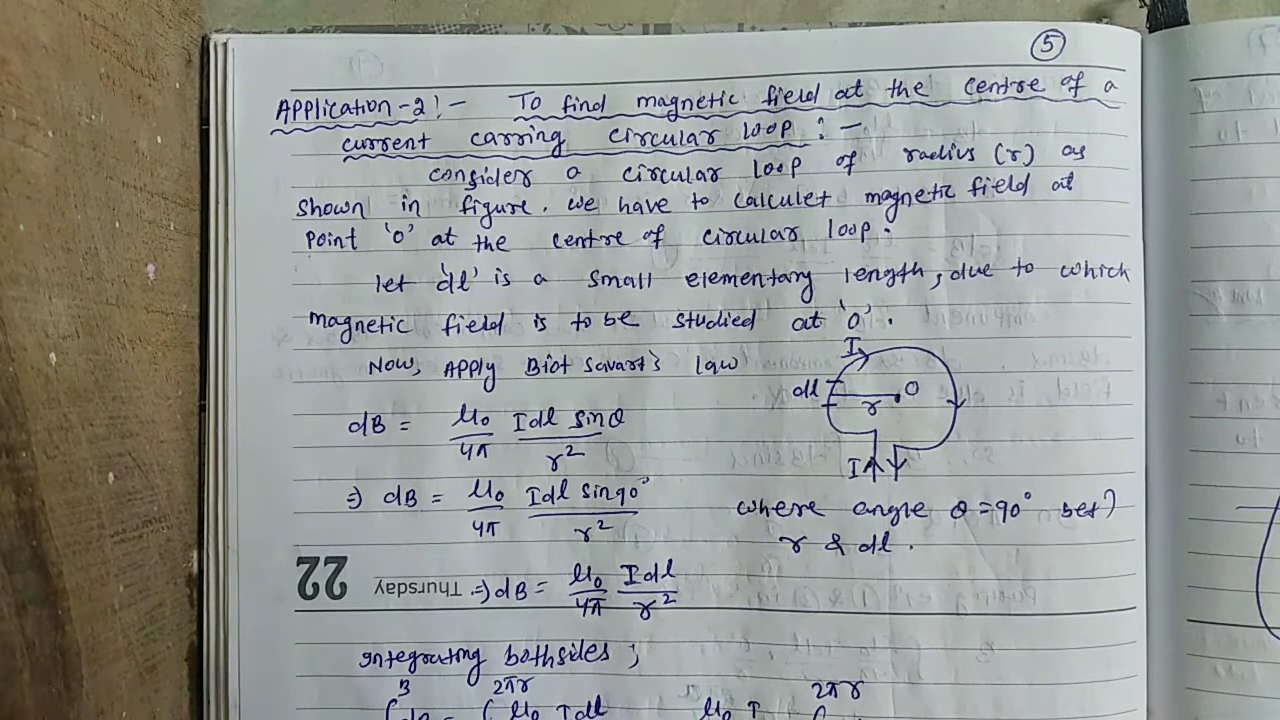 5
Application-2!- To find magnetic field at the centre of a
current carring circular loop :-
consider a circular loop of radius (r) as
shown in figure. we have to calculet magnetic field at
point 'o' at the centre of circular loop.
let 'dl' is a small elementary length, due to which
magnetic field is to be studied at 'o'.
Now, Apply Biot Savart's law
I
dl
r
O
I
dB = μ₀/4π Idl sinθ/r²
⇒ dB = μ₀/4π Idl sin90°/r²
where angle θ = 90° betⁿ
r & dl.
22 Thursday ⇒ dB = μ₀/4π Idl/r²
Integrating bothsides ;
2πr
2πr